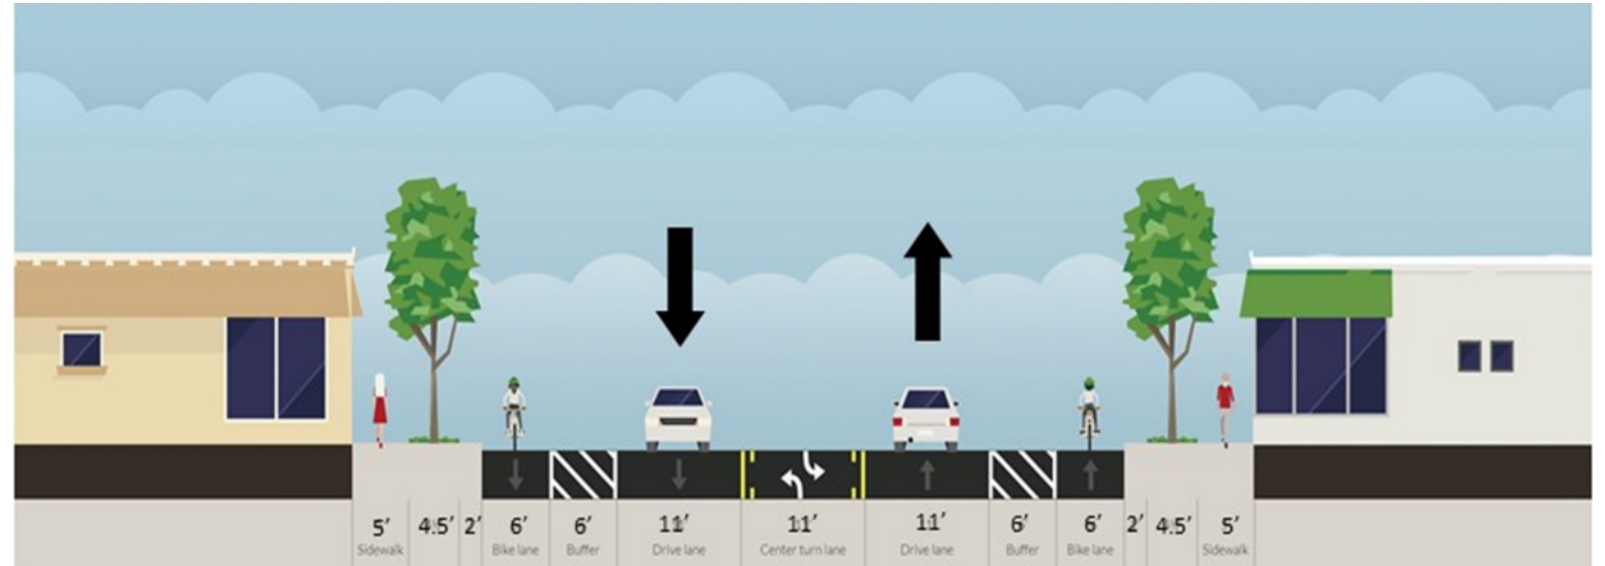 5' 4.5' 2' 6' 6' 11' 11' 11' 6' 6' 2' 4.5' 5'
Sidewalk Bike lane Buffer Drive lane Center turn lane Drive lane Buffer Bike lane Sidewalk